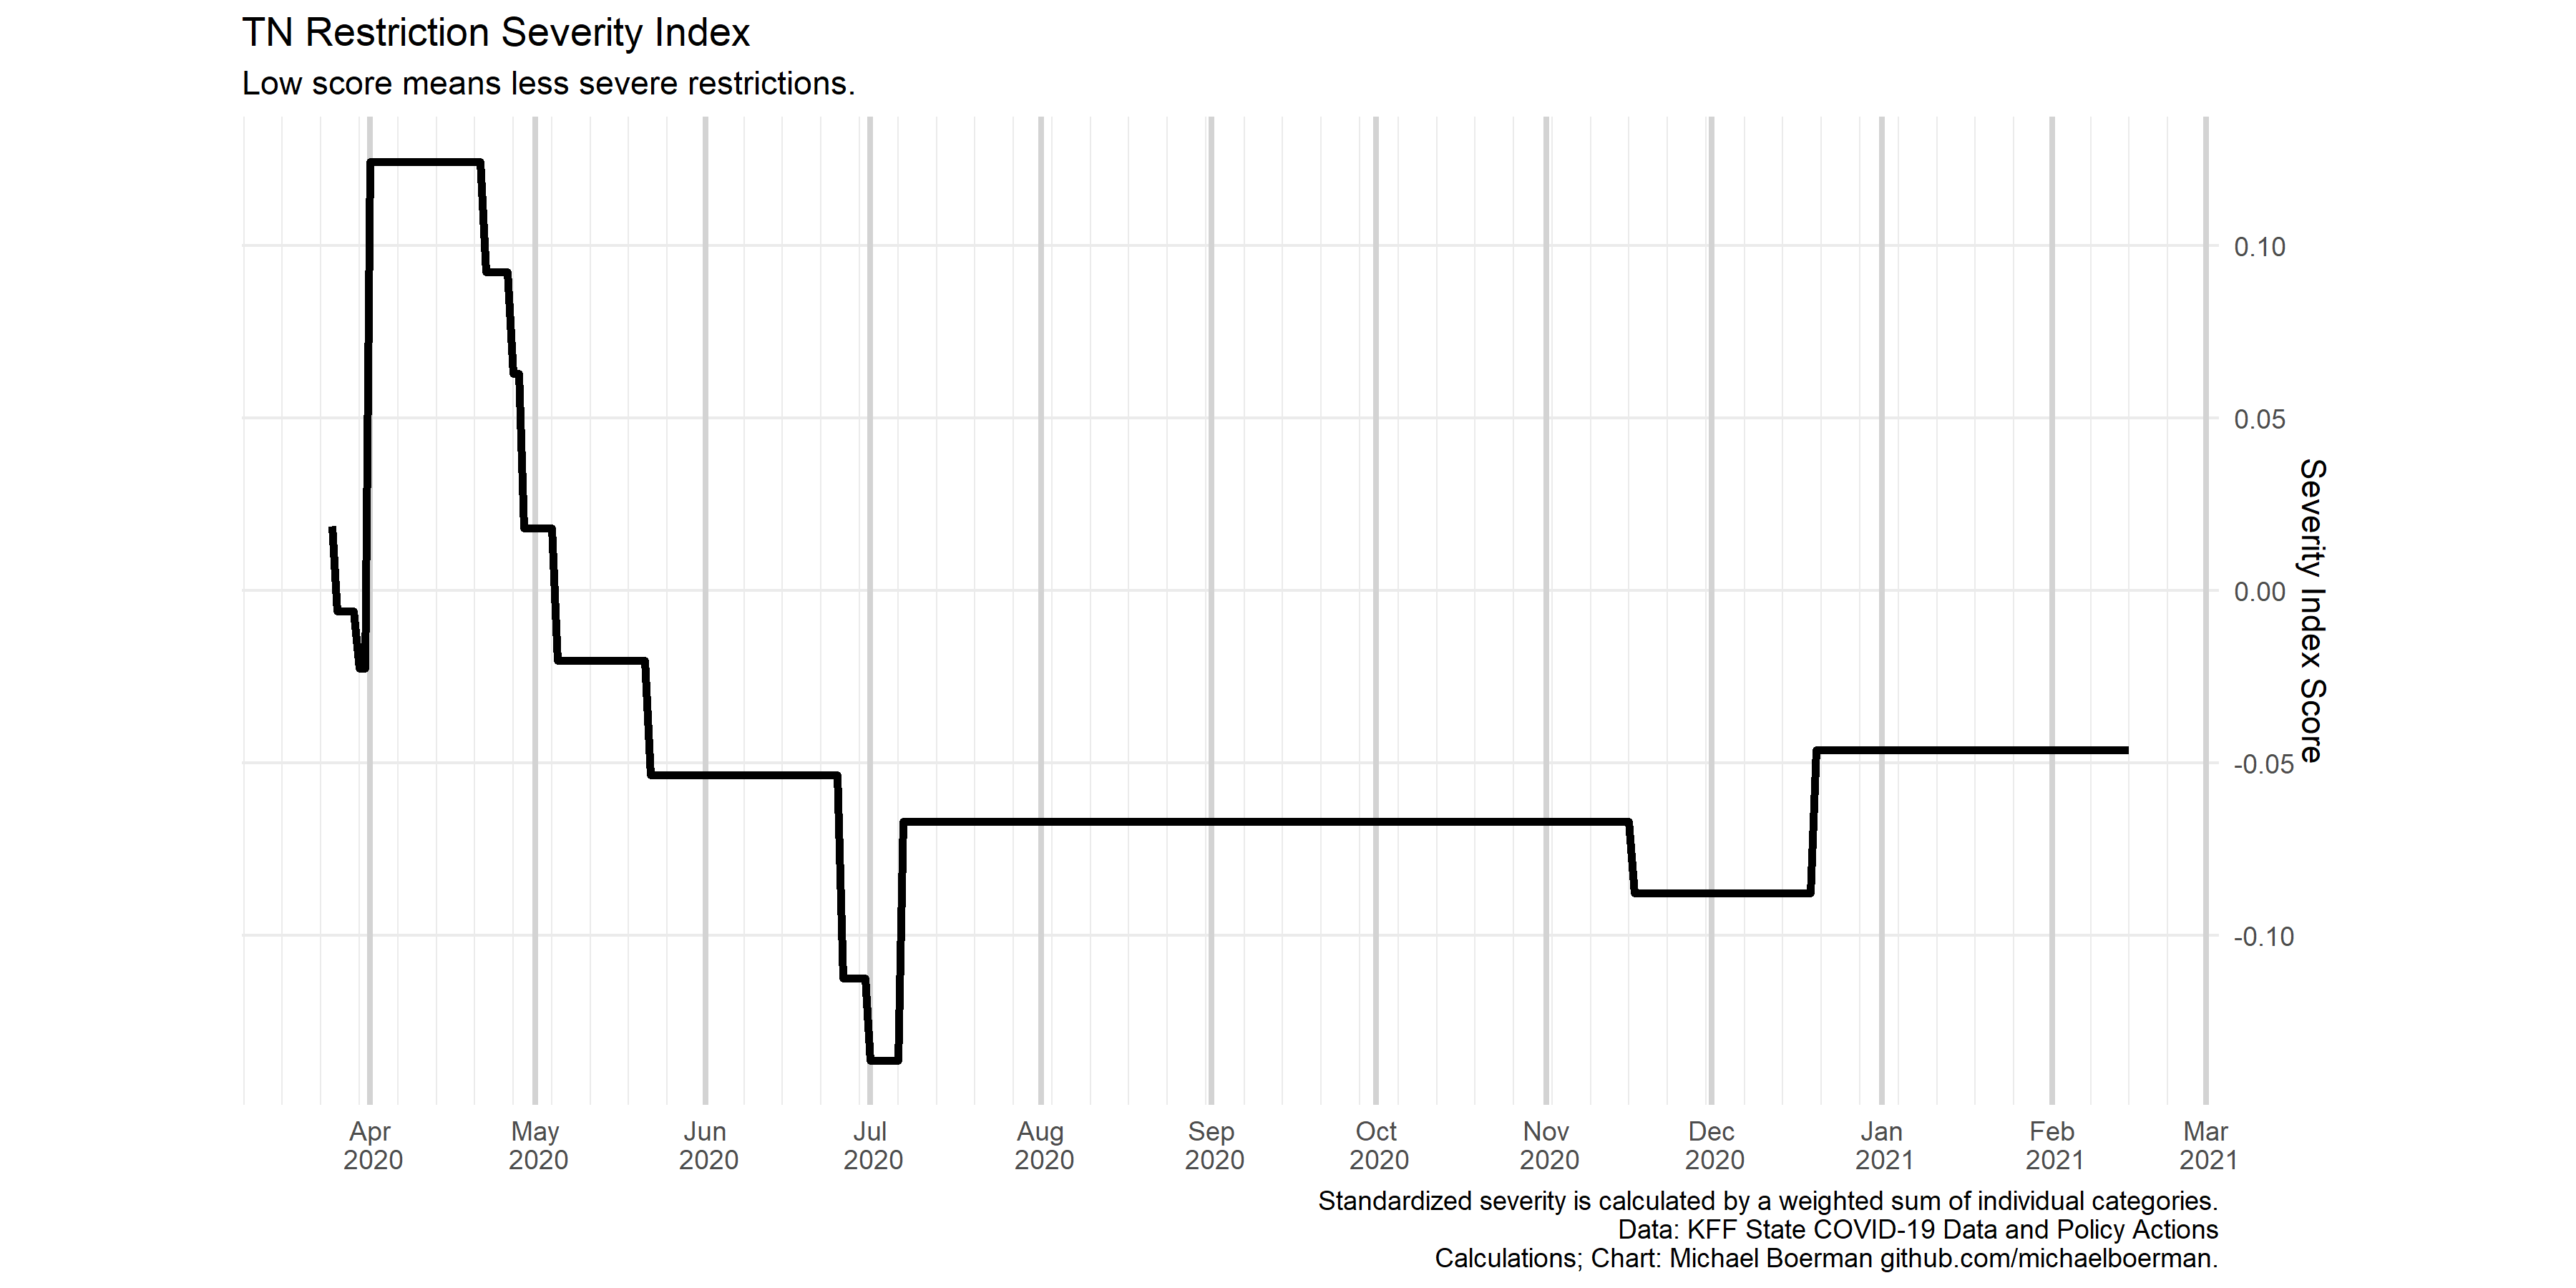 TN Restriction Severity Index
Low score means less severe restrictions.
0.10
0.05
0.00
-0.05
-0.10
Severity Index Score
Apr May Jun Jul Aug Sep Oct Nov Dec Jan Feb Mar
2020 2020 2020 2020 2020 2020 2020 2020 2020 2021 2021 2021
Standardized severity is calculated by a weighted sum of individual categories.
Data: KFF State COVID-19 Data and Policy Actions
Calculations; Chart: Michael Boerman github.com/michaelboerman.